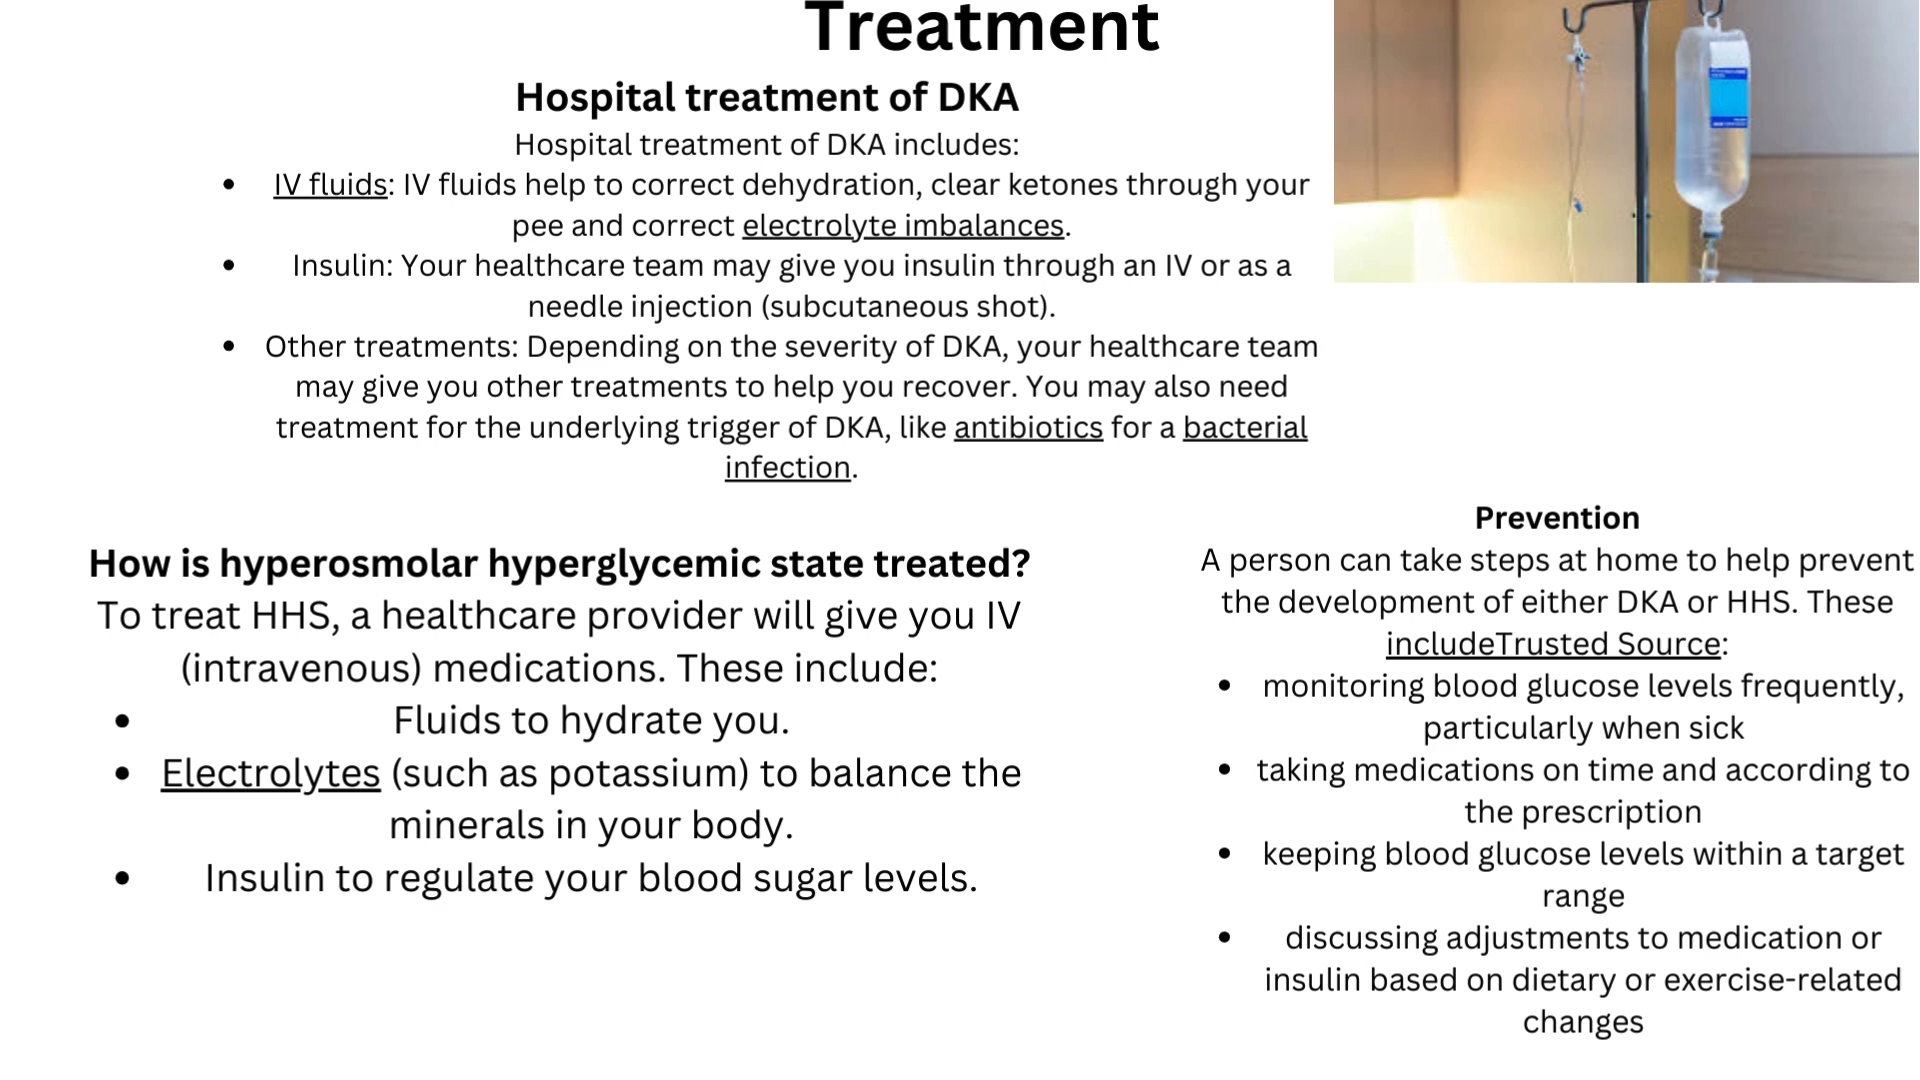 Treatment
Hospital treatment of DKA
Hospital treatment of DKA includes:
• IV fluids: IV fluids help to correct dehydration, clear ketones through your
pee and correct electrolyte imbalances.
• Insulin: Your healthcare team may give you insulin through an IV or as a
needle injection (subcutaneous shot).
• Other treatments: Depending on the severity of DKA, your healthcare team
may give you other treatments to help you recover. You may also need
treatment for the underlying trigger of DKA, like antibiotics for a bacterial
infection.
How is hyperosmolar hyperglycemic state treated?
To treat HHS, a healthcare provider will give you IV
(intravenous) medications. These include:
• Fluids to hydrate you.
• Electrolytes (such as potassium) to balance the
minerals in your body.
• Insulin to regulate your blood sugar levels.
Prevention
A person can take steps at home to help prevent
the development of either DKA or HHS. These
includeTrusted Source:
• monitoring blood glucose levels frequently,
particularly when sick
• taking medications on time and according to
the prescription
• keeping blood glucose levels within a target
range
• discussing adjustments to medication or
insulin based on dietary or exercise-related
changes